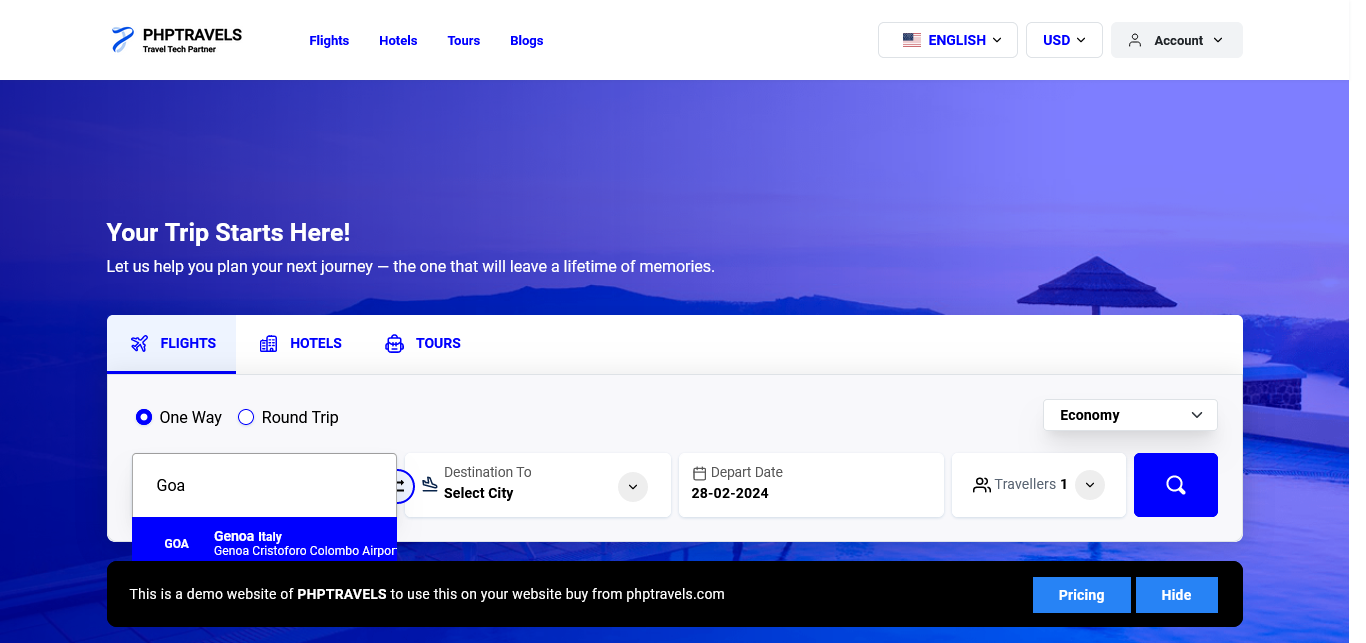 PHPTRAVELS
Travel Tech Partner
Flights
Hotels
Tours
Blogs
ENGLISH
USD
Account
Your Trip Starts Here!
Let us help you plan your next journey — the one that will leave a lifetime of memories.
FLIGHTS
HOTELS
TOURS
One Way
Round Trip
Economy
Goa
Destination To
Select City
Depart Date
28-02-2024
Travellers 1
GOA
Genoa Italy
Genoa Cristoforo Colombo Airpor
This is a demo website of PHPTRAVELS to use this on your website buy from phptravels.com
Pricing
Hide